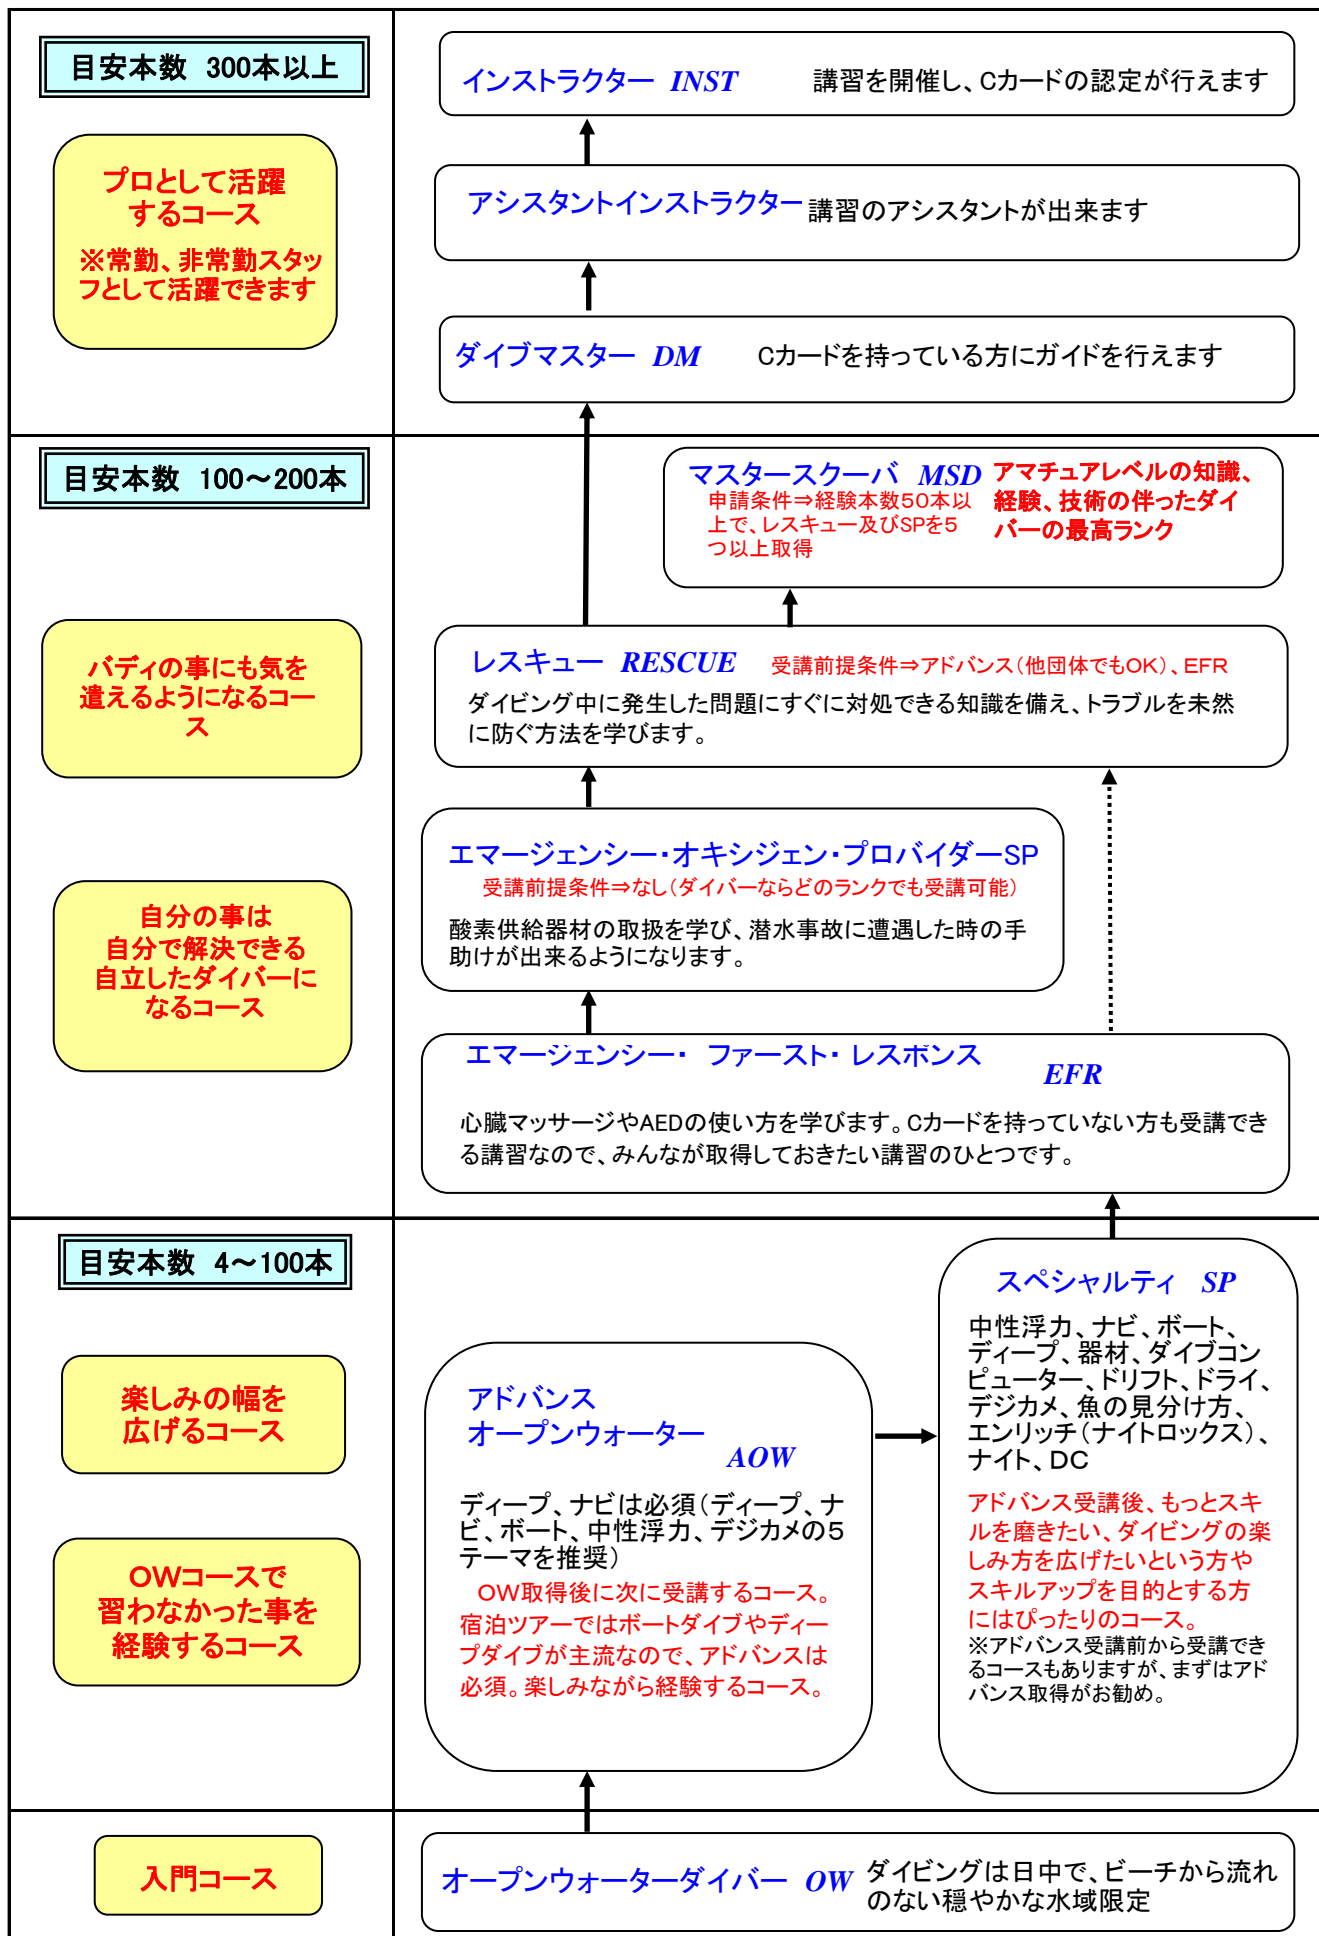 目安本数 300本以上
プロとして活躍
するコース
※常勤、非常勤スタッ
フとして活躍できます
インストラクター INST 講習を開催し、Cカードの認定が行えます
アシスタントインストラクター 講習のアシスタントが出来ます
ダイブマスター DM Cカードを持っている方にガイドを行えます
目安本数 100～200本
バディの事にも気を
遣えるようになるコー
ス
自分の事は
自分で解決できる
自立したダイバーに
なるコース
マスタースクーバ MSD
申請条件⇒経験本数50本以
上で、レスキュー及びSPを5
つ以上取得
アマチュアレベルの知識、
経験、技術の伴ったダイ
バーの最高ランク
レスキュー RESCUE 受講前提条件⇒アドバンス（他団体でもOK）、EFR
ダイビング中に発生した問題にすぐに対処できる知識を備え、トラブルを未然
に防ぐ方法を学びます。
エマージェンシー・オキシジェン・プロバイダーSP
受講前提条件⇒なし（ダイバーならどのランクでも受講可能）
酸素供給器材の取扱を学び、潜水事故に遭遇した時の手
助けが出来るようになります。
エマージェンシー・ ファースト・ レスポンス
EFR
心臓マッサージやAEDの使い方を学びます。Cカードを持っていない方も受講でき
る講習なので、みんなが取得しておきたい講習のひとつです。
目安本数 4～100本
楽しみの幅を
広げるコース
OWコースで
習わなかった事を
経験するコース
アドバンス
オープンウォーター
AOW
ディープ、ナビは必須（ディープ、ナ
ビ、ボート、中性浮力、デジカメの5
テーマを推奨）
OW取得後に次に受講するコース。
宿泊ツアーではボートダイブやディー
プダイブが主流なので、アドバンスは
必須。楽しみながら経験するコース。
スペシャルティ SP
中性浮力、ナビ、ボート、
ディープ、器材、ダイブコン
ピューター、ドリフト、ドライ、
デジカメ、魚の見分け方、
エンリッチ（ナイトロックス）、
ナイト、DC
アドバンス受講後、もっとスキ
ルを磨きたい、ダイビングの楽
しみ方を広げたいという方や
スキルアップを目的とする方
にはぴったりのコース。
※アドバンス受講前から受講でき
るコースもありますが、まずはアド
バンス取得がお勧め。
入門コース
オープンウォーターダイバー OW
ダイビングは日中で、ビーチから流れ
のない穏やかな水域限定